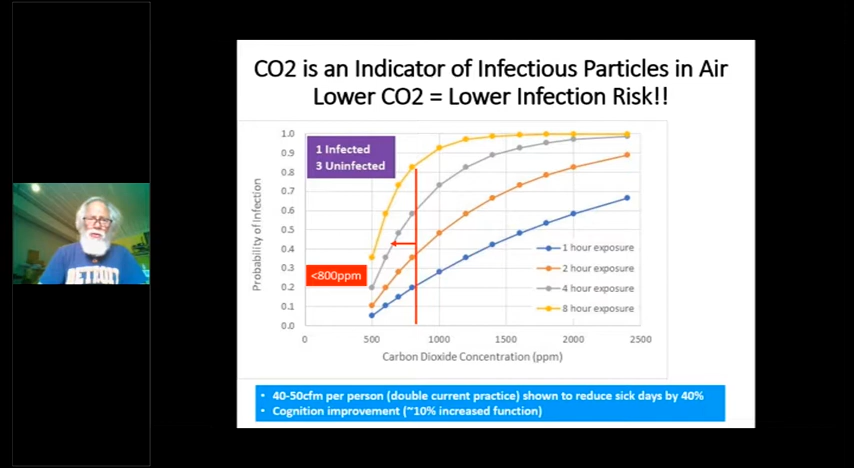 CO2 is an Indicator of Infectious Particles in Air
Lower CO2 = Lower Infection Risk!!
1.0
0.9
0.8
0.7
0.6
0.5
0.4
0.3
0.2
0.1
0.0
Probability of Infection
1 Infected
3 Uninfected
<800ppm
1 hour exposure
2 hour exposure
4 hour exposure
8 hour exposure
0 500 1000 1500 2000 2500
Carbon Dioxide Concentration (ppm)
DETROIT
• 40-50cfm per person (double current practice) shown to reduce sick days by 40%
• Cognition improvement (~10% increased function)